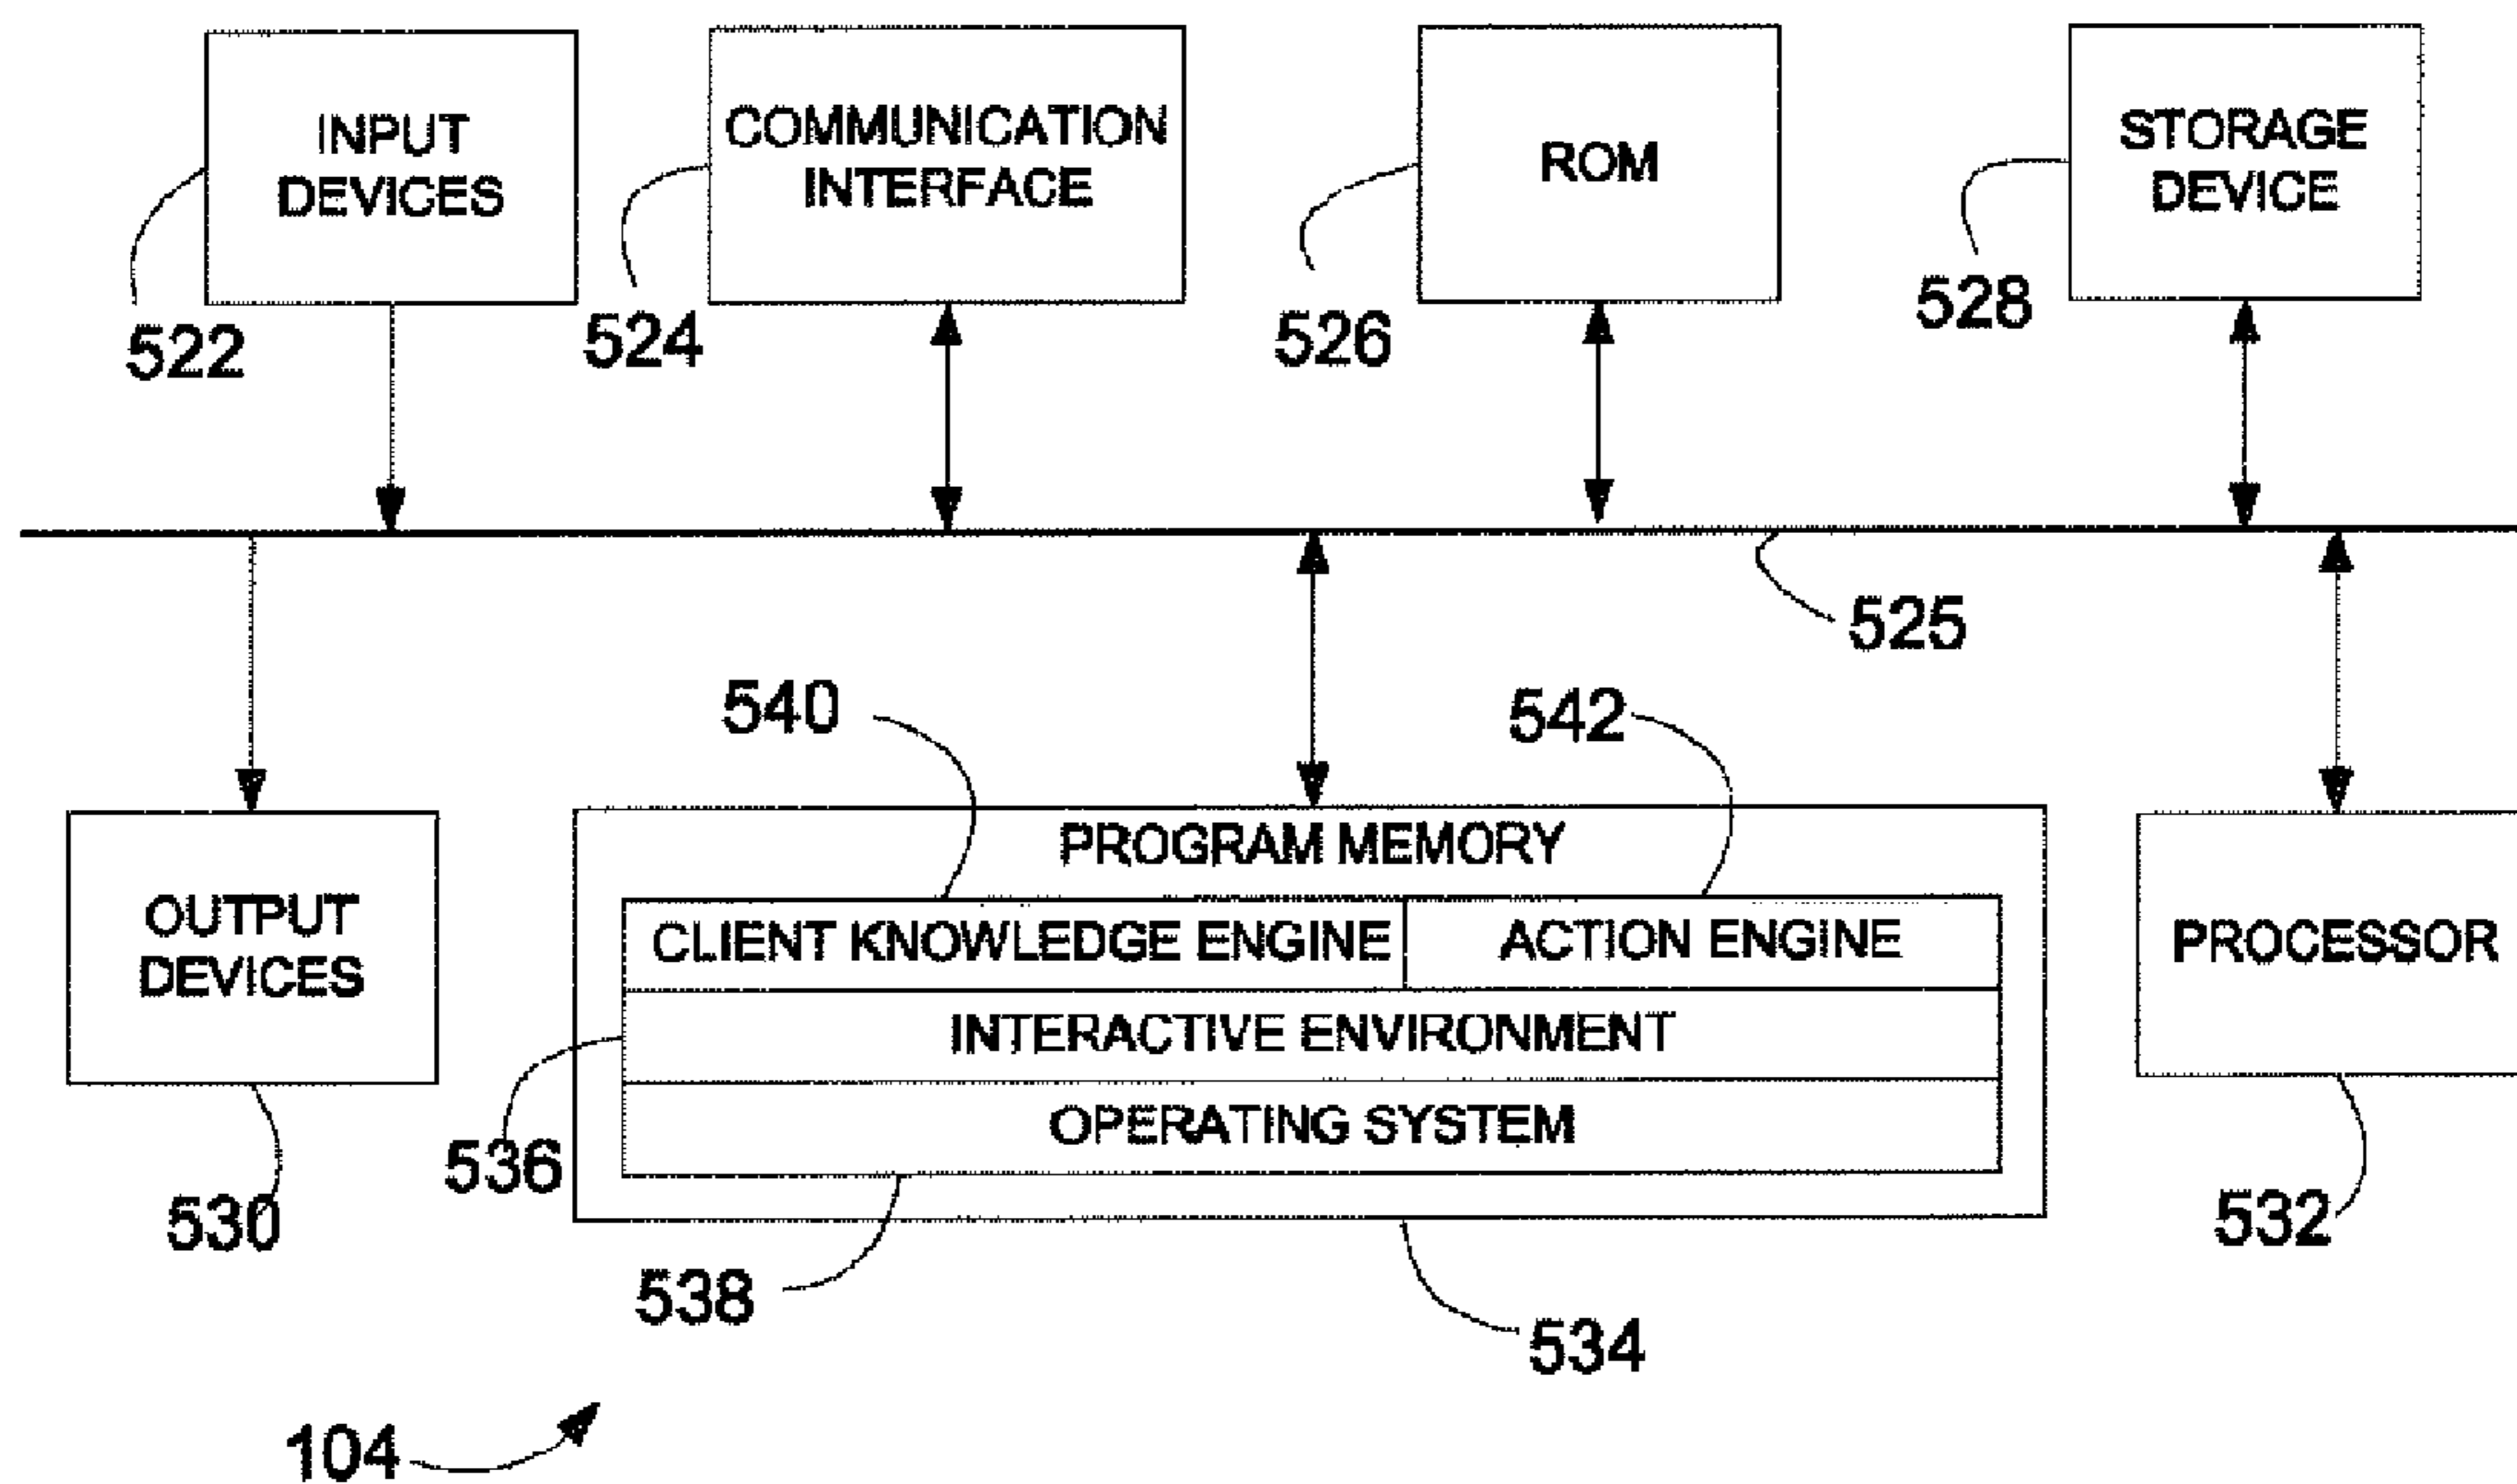 INPUT
DEVICES
COMMUNICATION
INTERFACE
ROM
STORAGE
DEVICE
522
524
526
528
525
540
542
PROGRAM MEMORY
CLIENT KNOWLEDGE ENGINE
ACTION ENGINE
INTERACTIVE ENVIRONMENT
OPERATING SYSTEM
OUTPUT
DEVICES
PROCESSOR
536
530
532
538
534
104